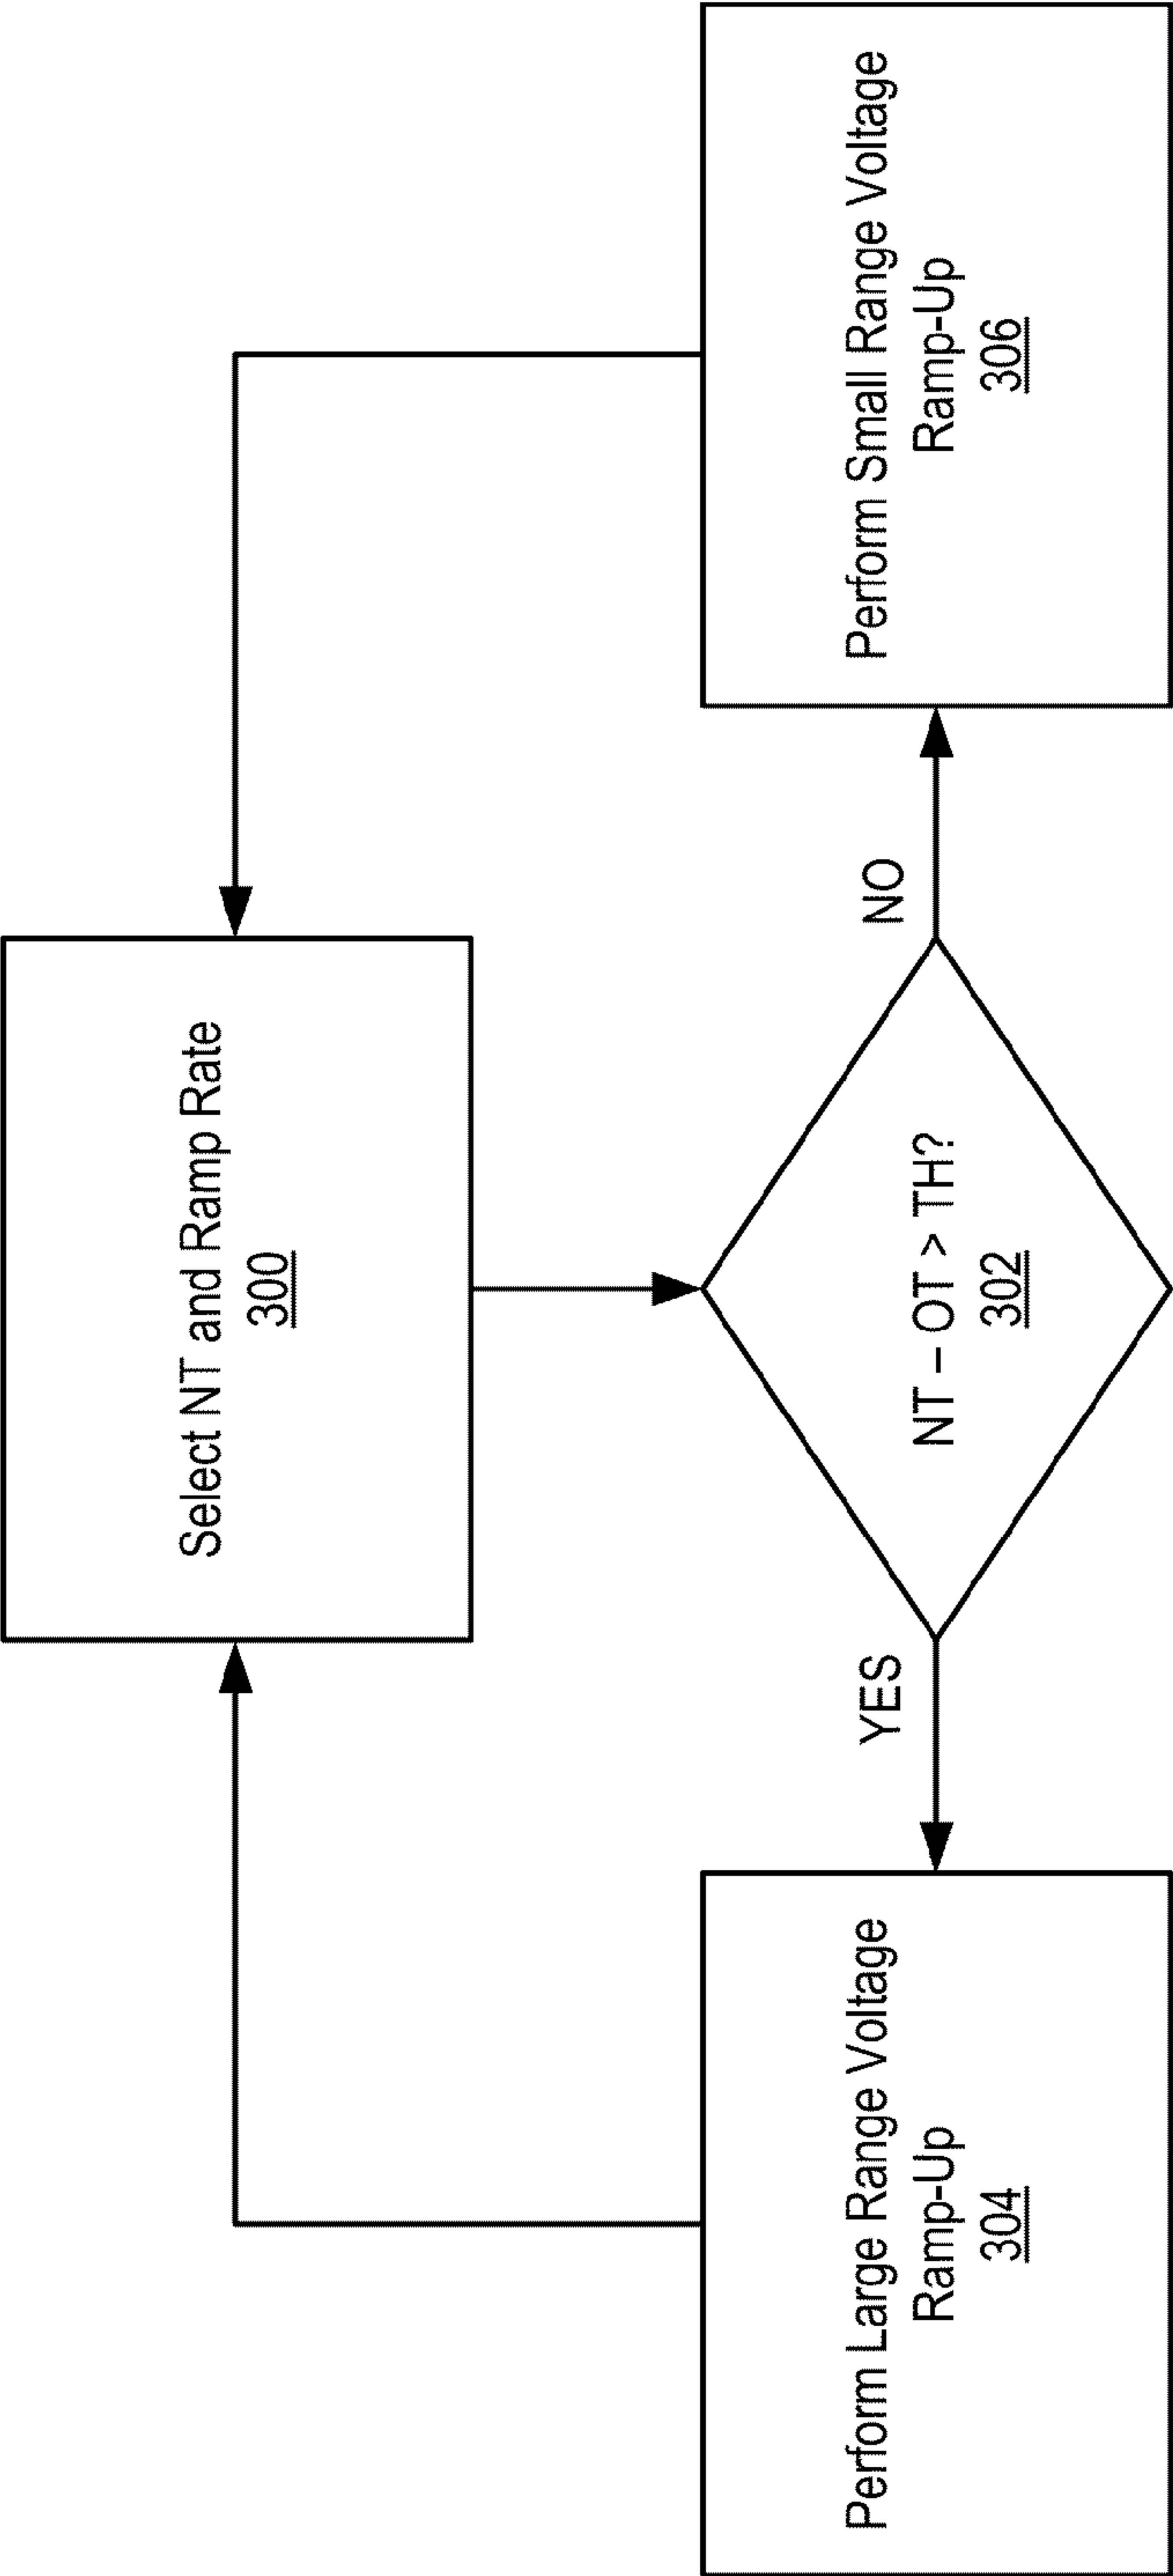 Select NT and Ramp Rate
300
NT – OT > TH?
302
YES
NO
Perform Large Range Voltage
Ramp-Up
304
Perform Small Range Voltage
Ramp-Up
306